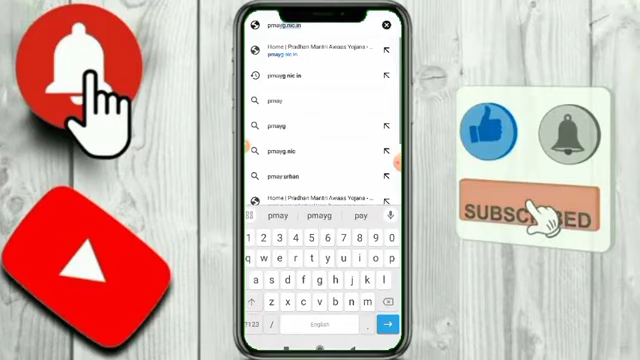 pmayg.nic.in
Home | Pradhan Mantri Awaas Yojana - ...
pmayg.nic.in
pmayg nic in
pmay
pmayg
pmayg.nic
pmay urban
Home | Pradhan Mantri Awaas Yojana - ...
pmay pmayg pay
1 2 3 4 5 6 7 8 9 0
q w e r t y u i o p
a s d f g h j k l
z x c v b n m
?123 / English .
SUBSCRIBED